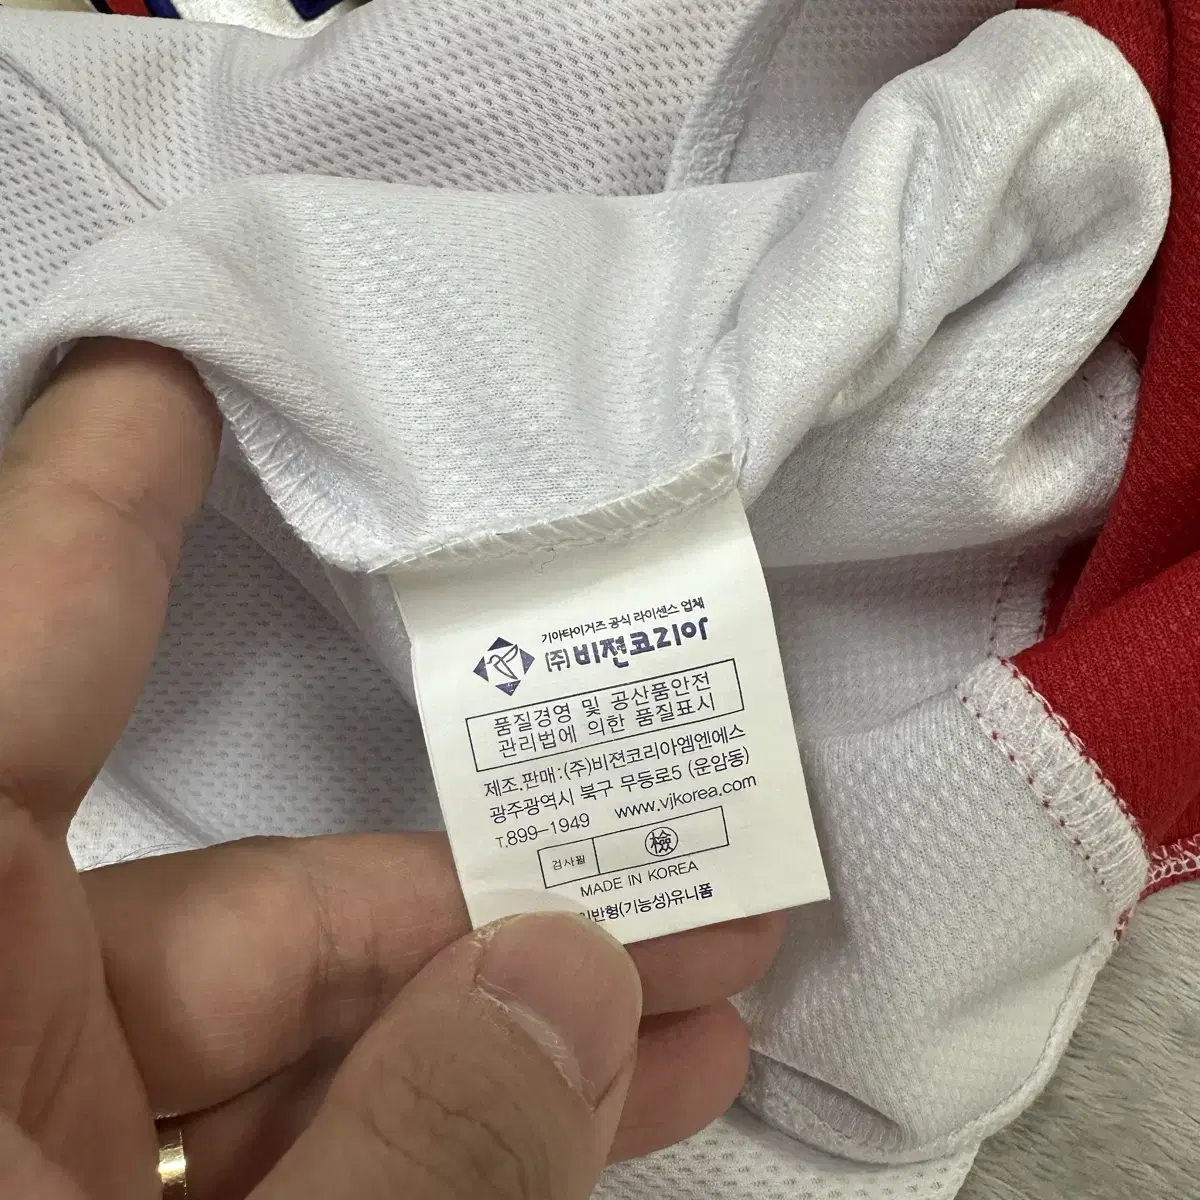 기아타이거즈 공식 라이센스 업체
(주)비젼코리아
품질경영 및 공산품안전
관리법에 의한 품질표시
제조.판매:(주)비젼코리아엠엔에스
광주광역시 북구 무등로5 (운암동)
T.899-1949 www.vjkorea.com
검사필 檢
MADE IN KOREA
일반형(기능성)유니폼